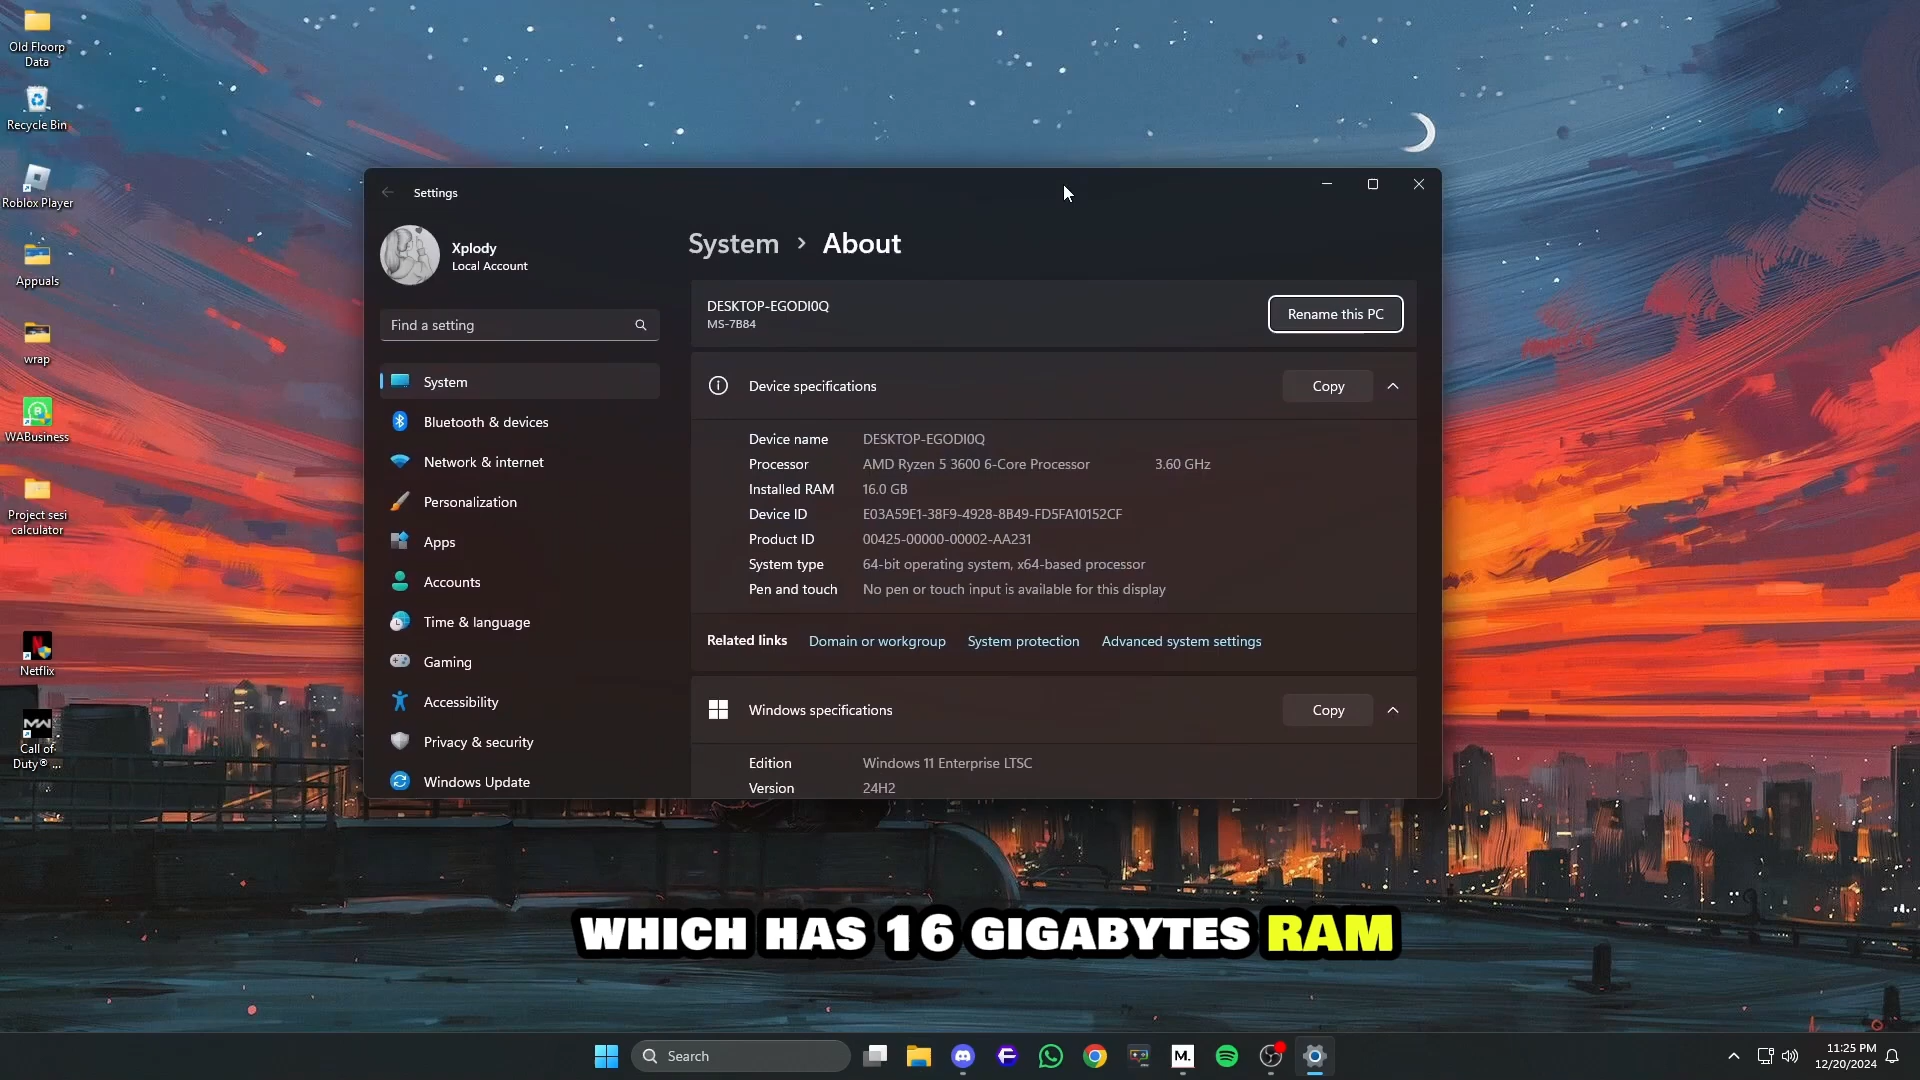 Old Floorp
Data
Recycle Bin
Roblox Player
Appuals
wrap
WABusiness
Project sesi
calculator
Netflix
Call of
Duty® ...
Settings
Xplody
Local Account
Find a setting
System
Bluetooth & devices
Network & internet
Personalization
Apps
Accounts
Time & language
Gaming
Accessibility
Privacy & security
Windows Update
System › About
DESKTOP-EGODI0Q
MS-7B84
Rename this PC
Device specifications
Copy
Device name DESKTOP-EGODI0Q
Processor AMD Ryzen 5 3600 6-Core Processor 3.60 GHz
Installed RAM 16.0 GB
Device ID E03A59E1-38F9-4928-8B49-FD5FA10152CF
Product ID 00425-00000-00002-AA231
System type 64-bit operating system, x64-based processor
Pen and touch No pen or touch input is available for this display
Related links Domain or workgroup System protection Advanced system settings
Windows specifications
Copy
Edition Windows 11 Enterprise LTSC
Version 24H2
WHICH HAS 16 GIGABYTES RAM
Search
M.
11:25 PM
12/20/2024